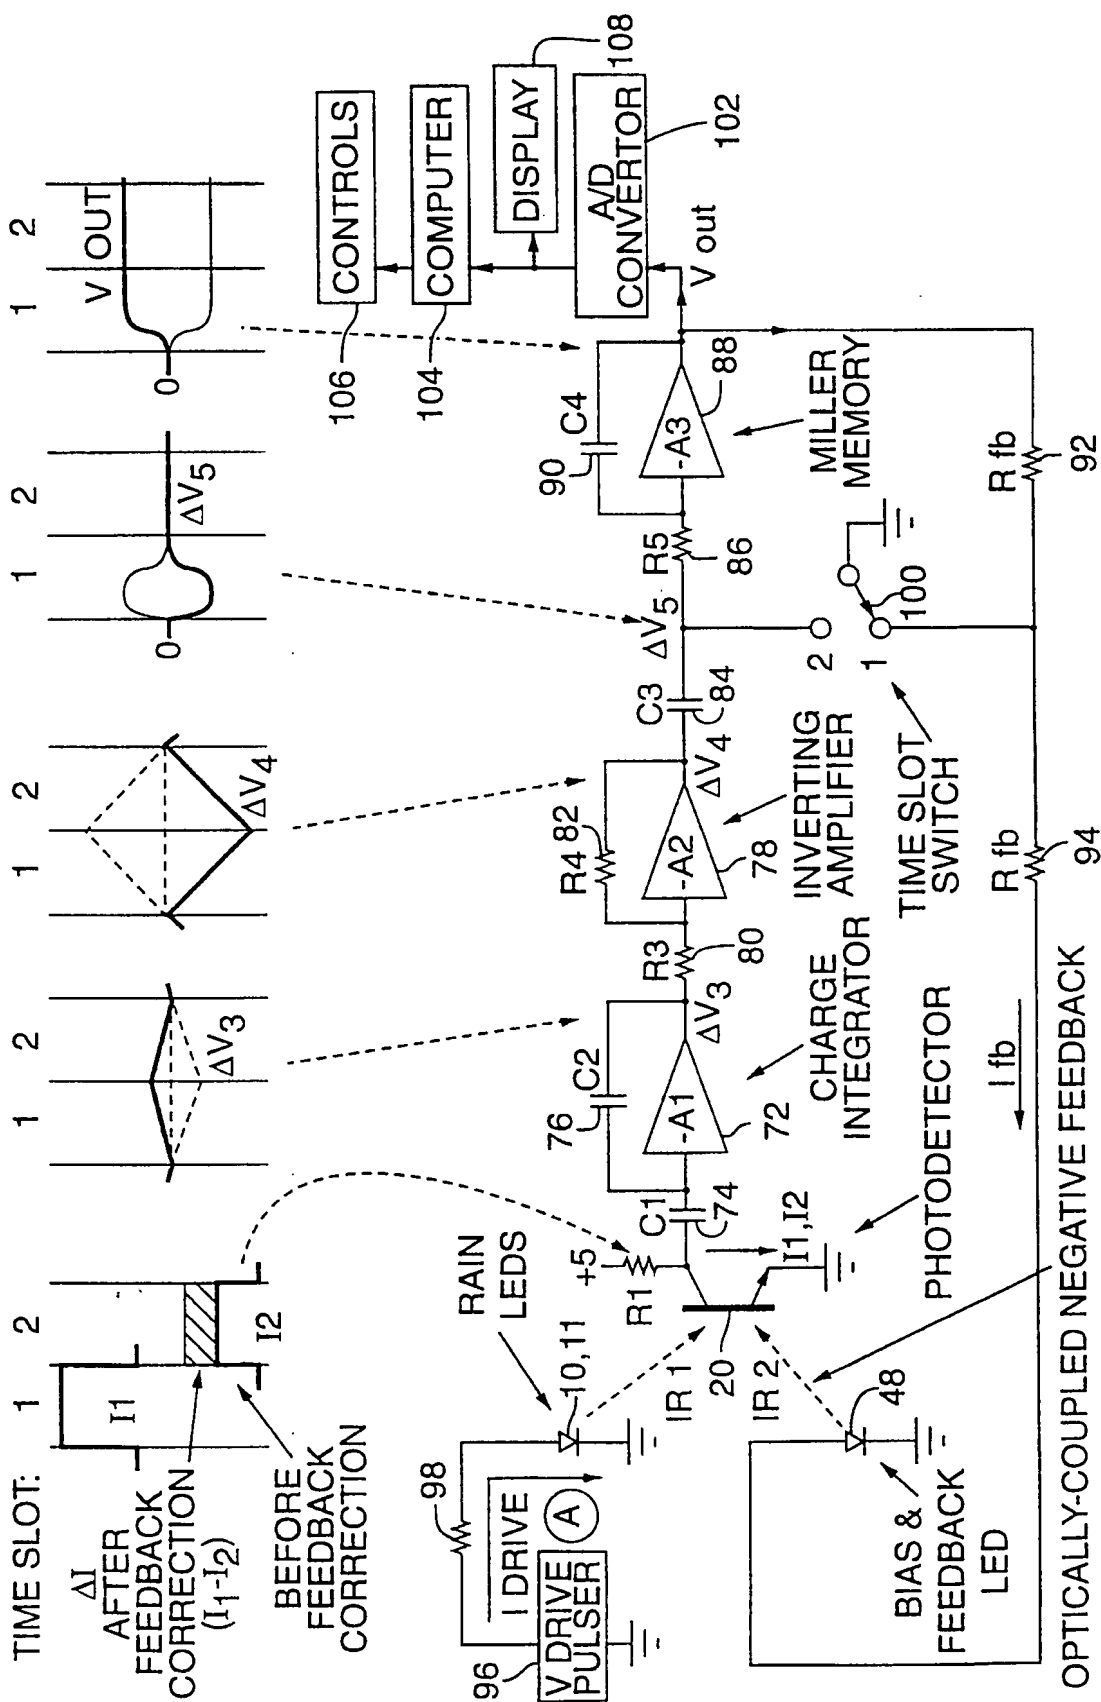 TIME SLOT:
1 2
1 2
1 2
1 2
1 2
ΔI
AFTER
FEEDBACK
CORRECTION
(I1-I2)
I1
I2
BEFORE
FEEDBACK
CORRECTION
ΔV3
ΔV4
0
ΔV5
0
V OUT
CONTROLS
106
COMPUTER
104
DISPLAY
108
A/D
CONVERTOR
102
V out
98
I DRIVE
A
V DRIVE
PULSER
96
RAIN
LEDS
10,11
IR 1
IR 2
20
+5
R1
C1
74
I1,I2
PHOTODETECTOR
76
C2
-A1
72
ΔV3
CHARGE
INTEGRATOR
R3
80
R4
82
-A2
78
ΔV4
INVERTING
AMPLIFIER
C3
84
ΔV5
R5
86
90
C4
-A3
88
MILLER
MEMORY
2
1
100
TIME SLOT
SWITCH
R fb
92
R fb
94
I fb
48
BIAS &
FEEDBACK
LED
OPTICALLY-COUPLED NEGATIVE FEEDBACK